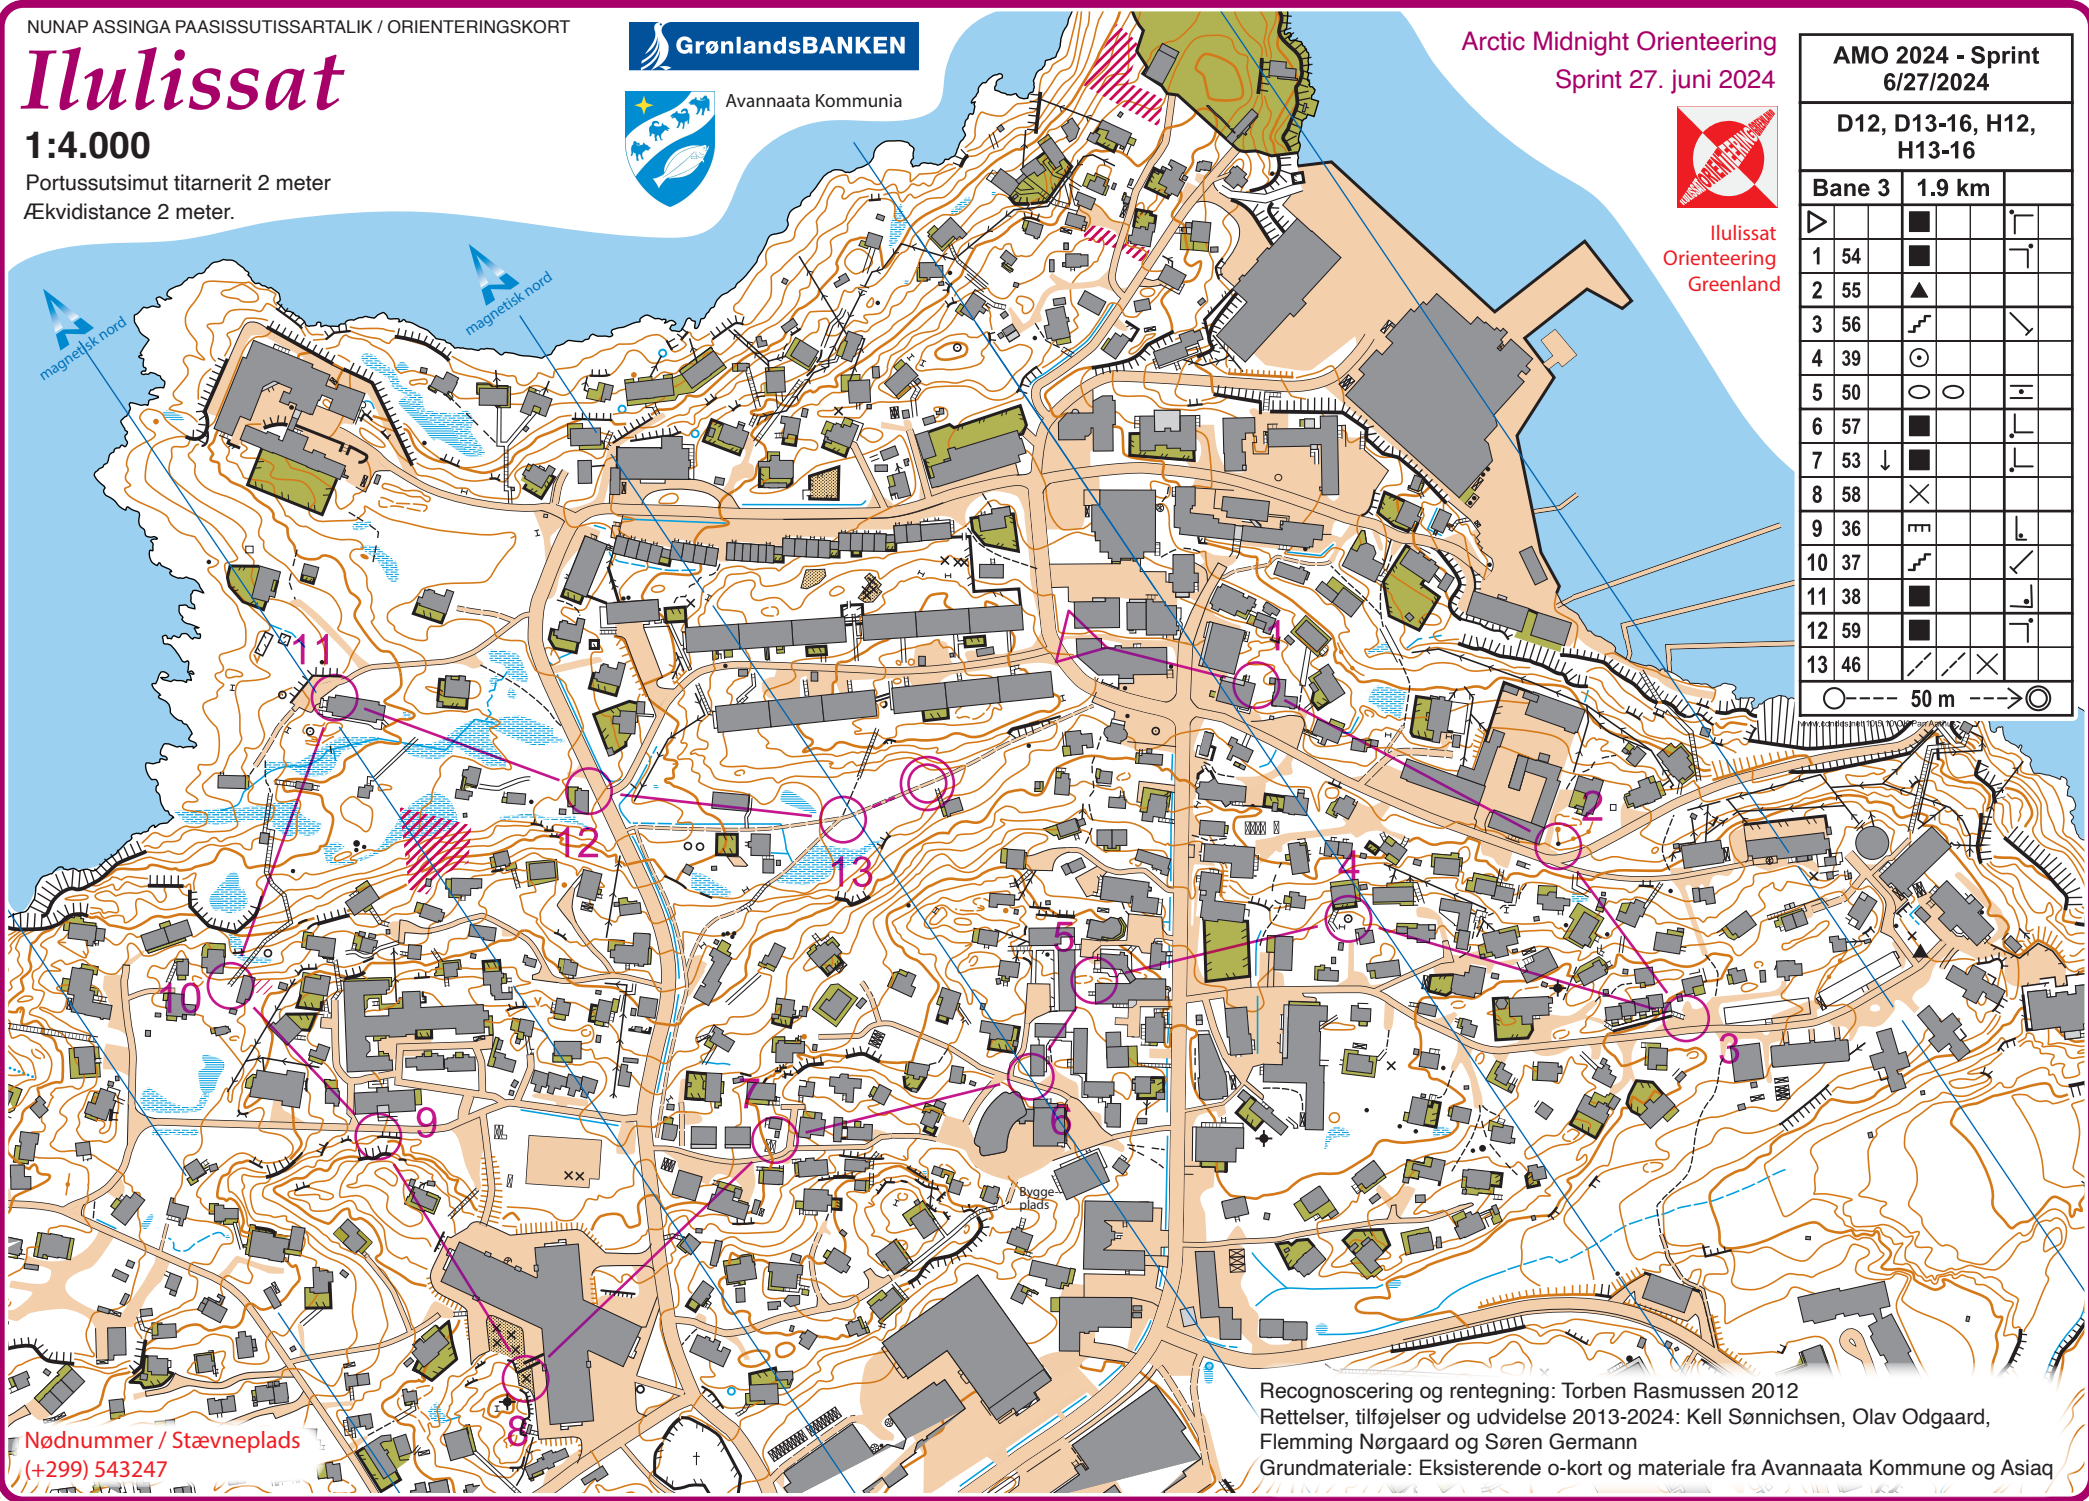 NUNAP ASSINGA PAASISSUTISSARTALIK / ORIENTERINGSKORT
Ilulissat
1:4.000
Portussutsimut titarnerit 2 meter
Ækvidistance 2 meter.
GrønlandsBANKEN
Avannaata Kommunia
Arctic Midnight Orienteering
Sprint 27. juni 2024
Ilulissat
Orienteering
Greenland
AMO 2024 - Sprint
6/27/2024
D12, D13-16, H12,
H13-16
Bane 3 1.9 km
1 54
2 55
3 56
4 39
5 50
6 57
7 53
8 58
9 36
10 37
11 38
12 59
13 46
50 m
magnetisk nord
magnetisk nord
1
2
3
4
5
6
7
8
9
10
11
12
13
Bygge-
plads
Nødnummer / Stævneplads
(+299) 543247
Recognoscering og rentegning: Torben Rasmussen 2012
Rettelser, tilføjelser og udvidelse 2013-2024: Kell Sønnichsen, Olav Odgaard,
Flemming Nørgaard og Søren Germann
Grundmateriale: Eksisterende o-kort og materiale fra Avannaata Kommune og Asiaq